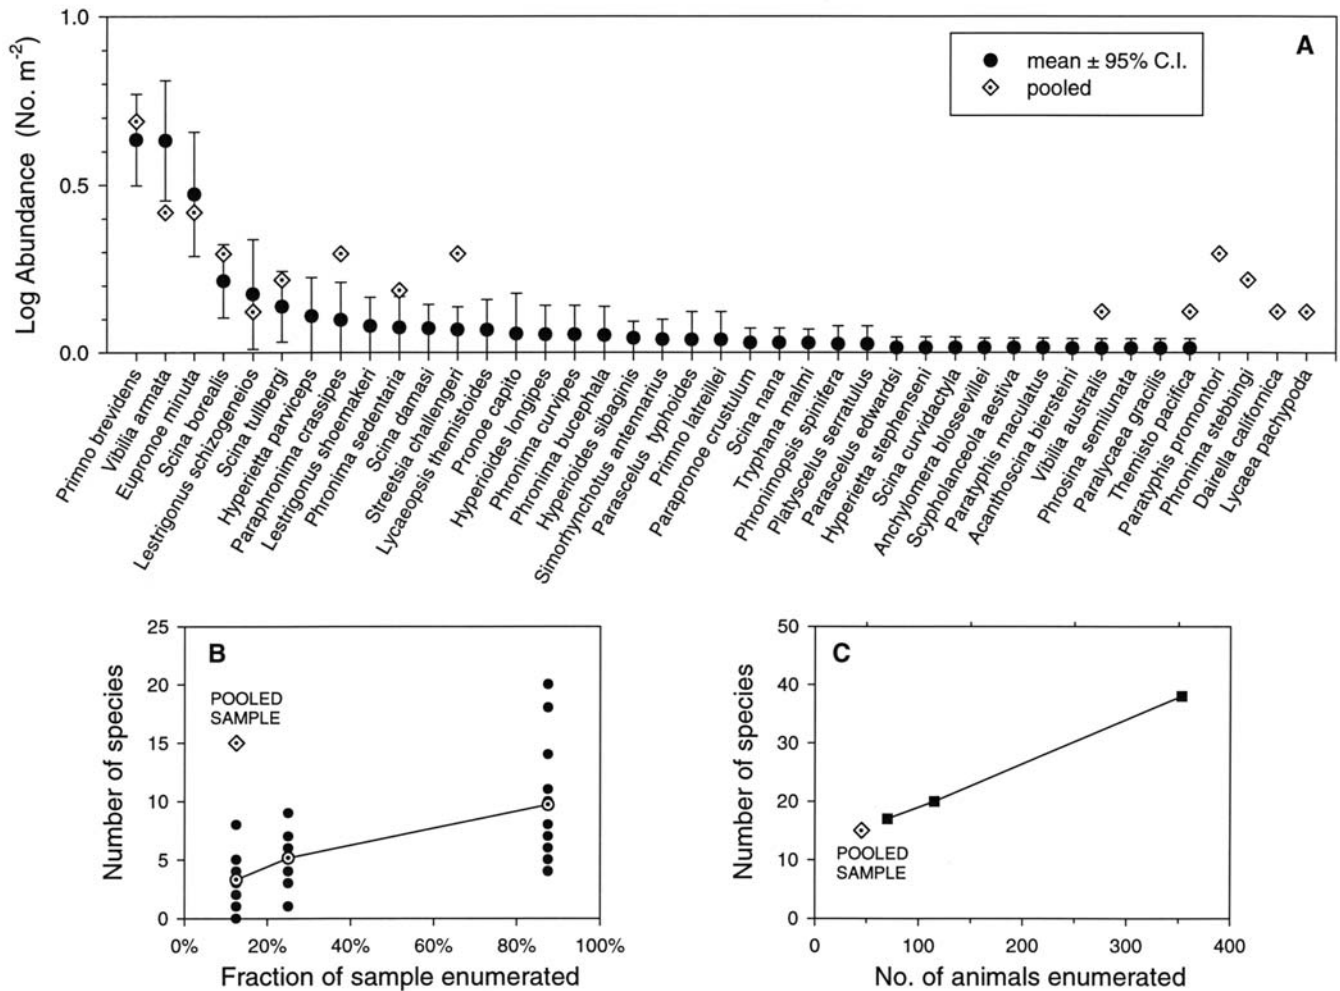 1.0
A
mean ± 95% C.I.
pooled
Log Abundance (No. m-2)
0.5
0.0
Primno brevidens
Vibilia armata
Eupronoe minuta
Scina borealis
Lestrigonus schizogeneios
Scina tullbergi
Hyperietta parviceps
Paraphronima crassipes
Lestrigonus shoemakeri
Phronima sedentaria
Scina damasi
Streetsia challengeri
Lycaeopsis themistoides
Pronoe capito
Hyperioides longipes
Phronima curvipes
Phronima bucephala
Hyperioides sibaginis
Simorhynchotus antennarius
Parascelus typhoides
Primno latreillei
Parapronoe crustulum
Scina nana
Tryphana malmi
Phronimopsis spinifera
Platyscelus serratulus
Parascelus edwardsi
Hyperietta stephenseni
Scina curvidactyla
Anchylomera blossevillei
Scypholanceola aestiva
Paratyphis maculatus
Acanthoscina biersteini
Vibilia australis
Phrosina semilunata
Paralycaea gracilis
Themisto pacifica
Paratyphis promontori
Phronima stebbingi
Dairella californica
Lycaea pachypoda
25
B
20
POOLED
SAMPLE
15
Number of species
10
5
0
0% 20% 40% 60% 80% 100%
Fraction of sample enumerated
50
C
40
30
Number of species
20
10
POOLED
SAMPLE
0
0 100 200 300 400
No. of animals enumerated